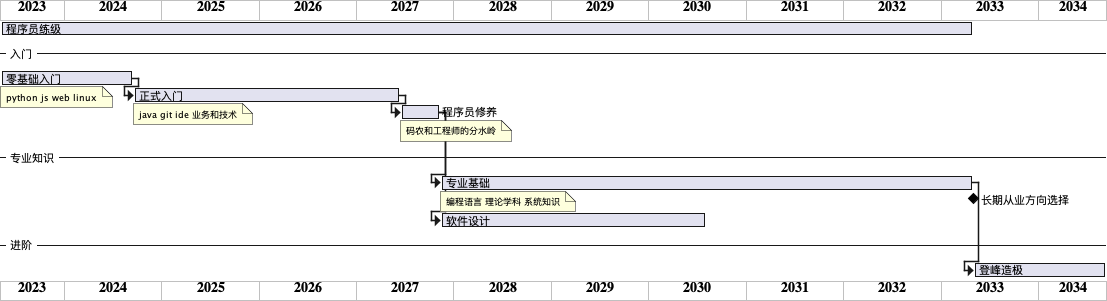 2023 2024 2025 2026 2027 2028 2029 2030 2031 2032 2033 2034
程序员练级
入门
零基础入门
python js web linux
正式入门
java git ide 业务和技术
程序员修养
码农和工程师的分水岭
专业知识
专业基础
编程语言 理论学科 系统知识
长期从业方向选择
软件设计
进阶
登峰造极
2023 2024 2025 2026 2027 2028 2029 2030 2031 2032 2033 2034